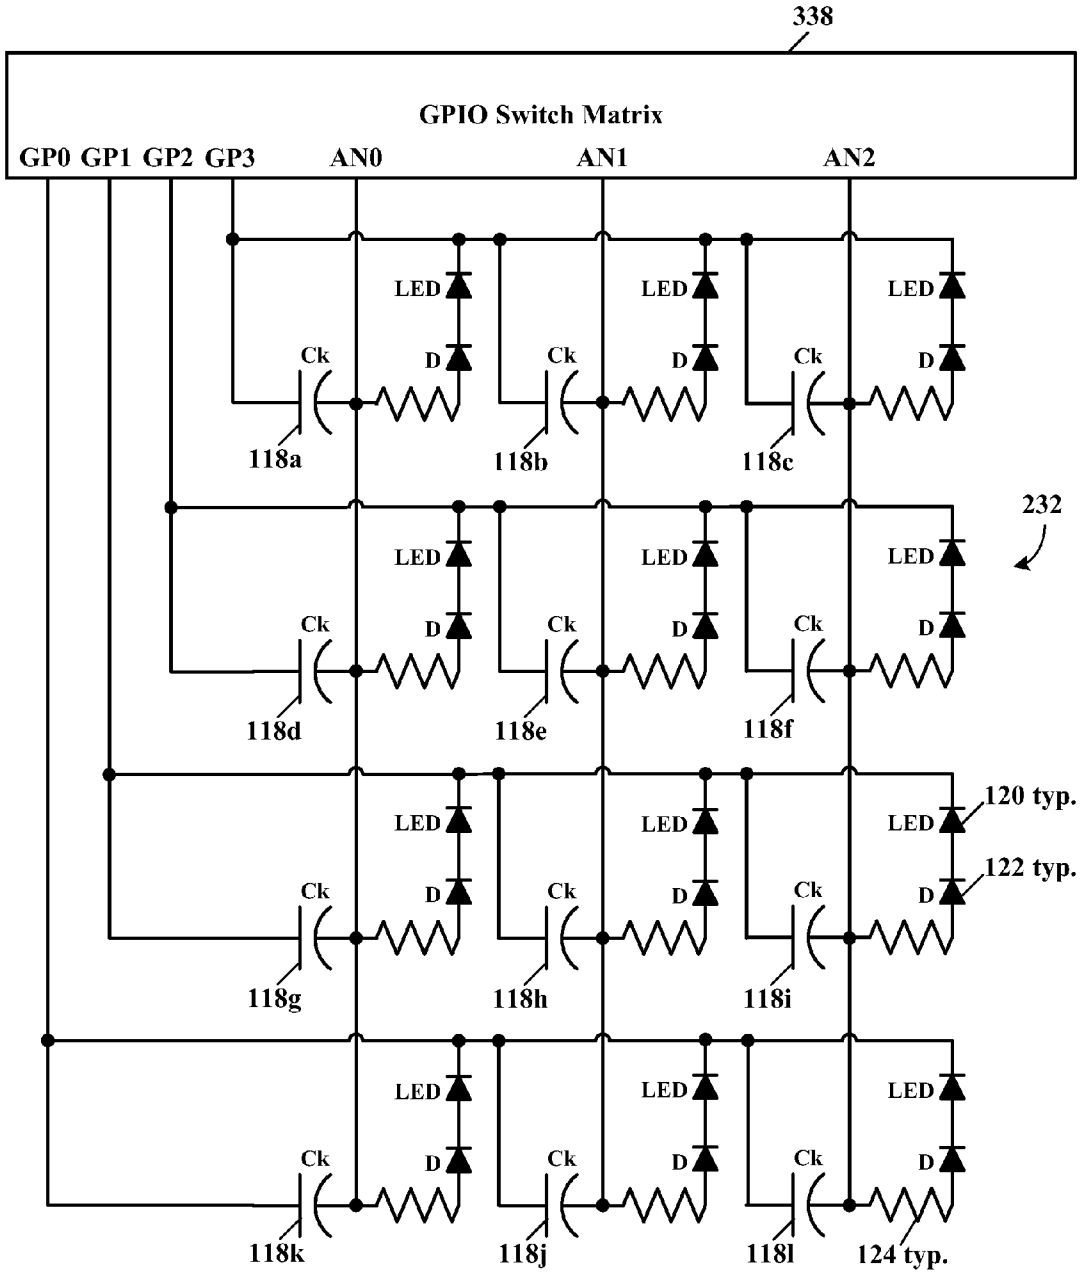 338
GPIO Switch Matrix
GP0 GP1 GP2 GP3 AN0 AN1 AN2
LED LED LED
Ck D Ck D Ck D
118a 118b 118c
232
LED LED LED
Ck D Ck D Ck D
118d 118e 118f
120 typ.
LED LED LED
122 typ.
Ck D Ck D Ck D
118g 118h 118i
LED LED LED
Ck D Ck D Ck D
118k 118j 118l 124 typ.